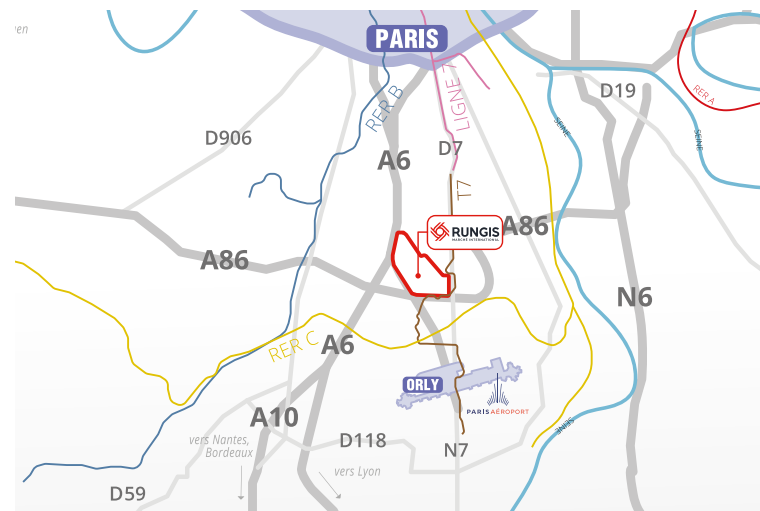 en
PARIS
RER A
D19
RER B
LIGNE 7
SEINE
SEINE
D906
D7
A6
T7
RUNGIS
MARCHÉ INTERNATIONAL
A86
A86
N6
RER C
A6
ORLY
PARIS AÉROPORT
A10
SEINE
vers Nantes,
Bordeaux
D118
N7
vers Lyon
D59